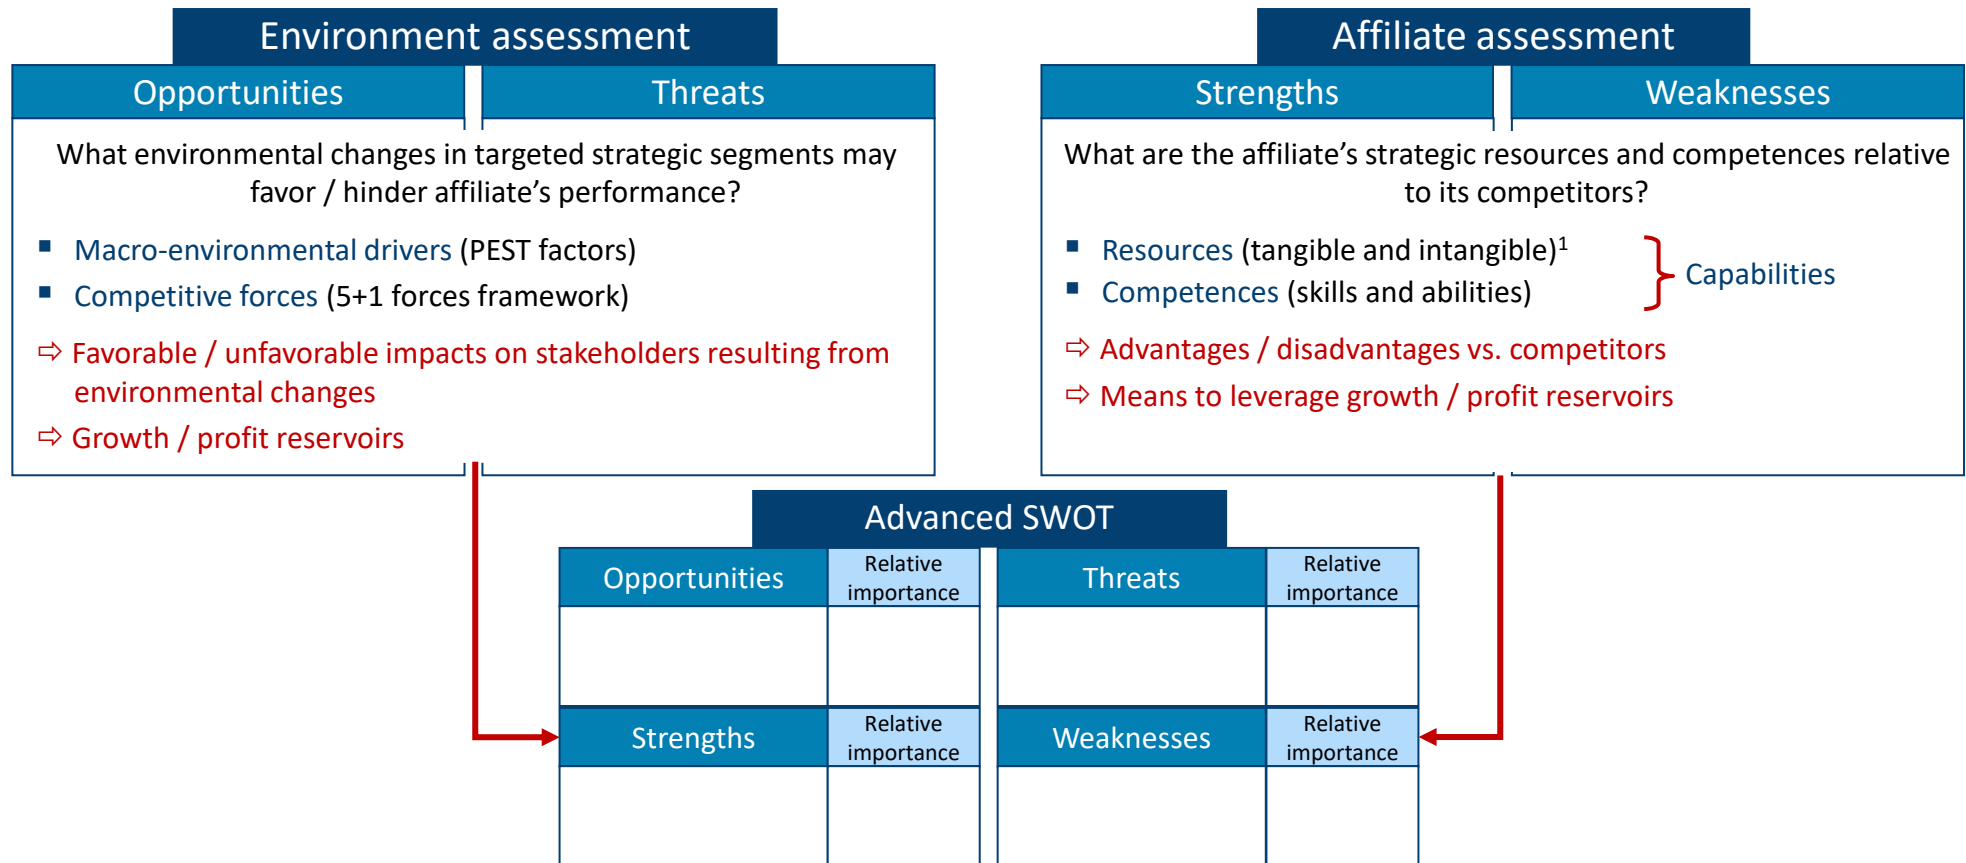 Environment assessment
Opportunities
Threats
What environmental changes in targeted strategic segments may
favor / hinder affiliate's performance?
▪ Macro-environmental drivers (PEST factors)
▪ Competitive forces (5+1 forces framework)
⇨ Favorable / unfavorable impacts on stakeholders resulting from
environmental changes
⇨ Growth / profit reservoirs
Affiliate assessment
Strengths
Weaknesses
What are the affiliate's strategic resources and competences relative
to its competitors?
▪ Resources (tangible and intangible)¹
▪ Competences (skills and abilities)
Capabilities
⇨ Advantages / disadvantages vs. competitors
⇨ Means to leverage growth / profit reservoirs
Advanced SWOT
Opportunities
Relative
importance
Threats
Relative
importance
Strengths
Relative
importance
Weaknesses
Relative
importance